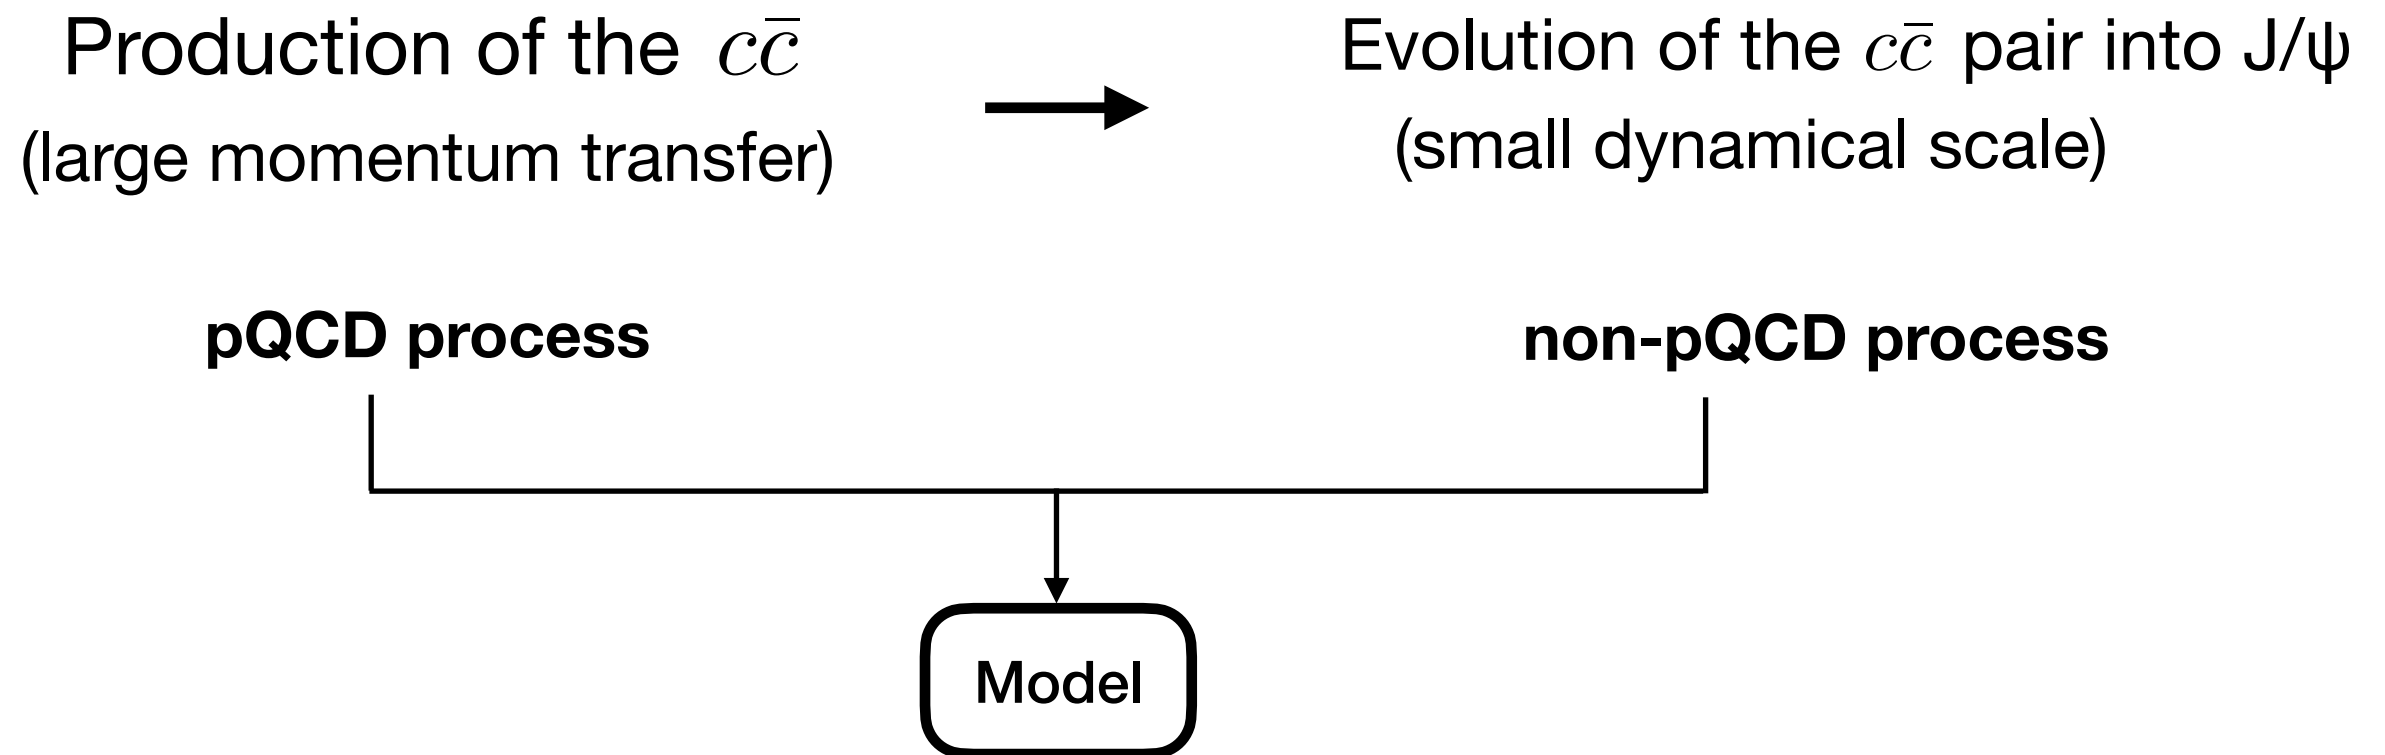 Production of the c𝑐̅
(large momentum transfer)
Evolution of the c𝑐̅ pair into J/ψ
(small dynamical scale)
pQCD process
non-pQCD process
Model